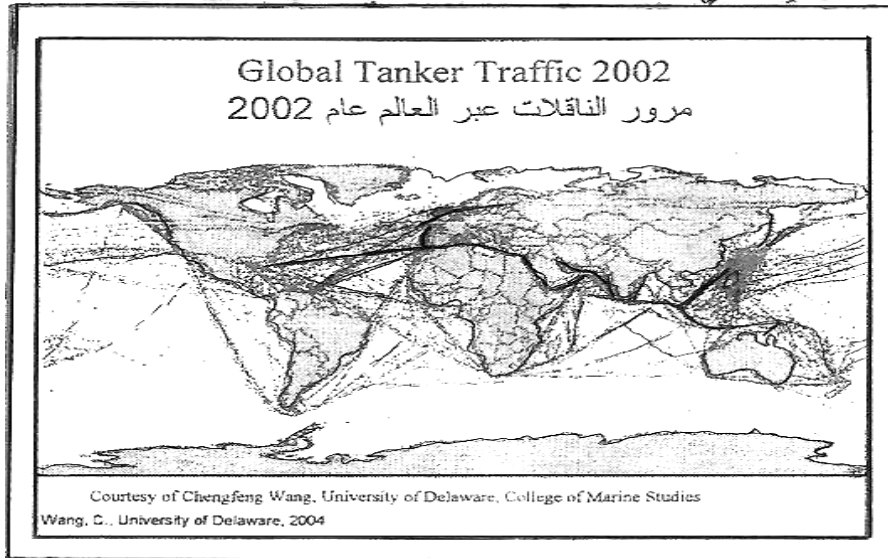 Global Tanker Traffic 2002
مرور الناقلات عبر العالم عام 2002
Courtesy of Chengfeng Wang, University of Delaware, College of Marine Studies
Wang, C., University of Delaware, 2004